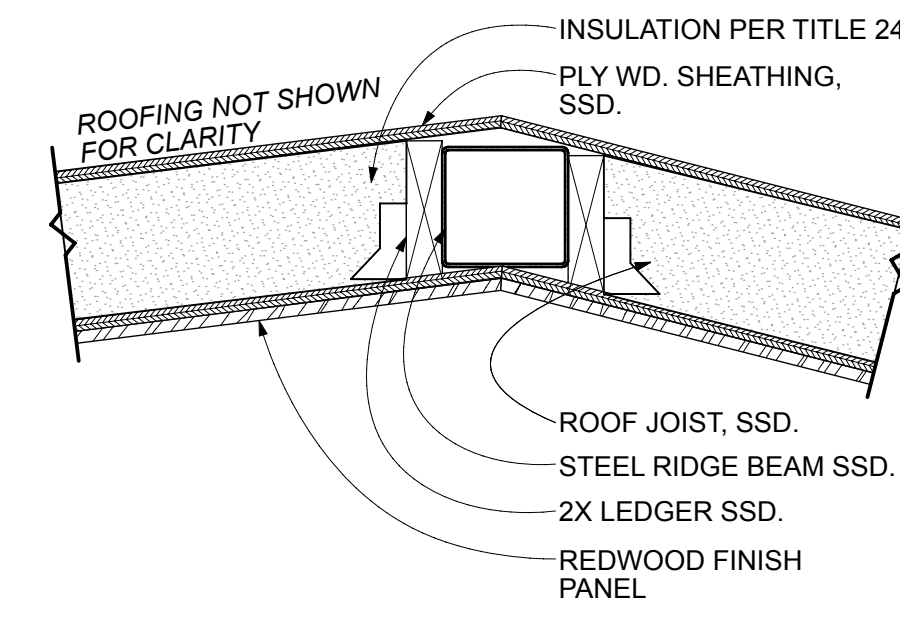 INSULATION PER TITLE 24
PLY WD. SHEATHING,
SSD.
ROOFING NOT SHOWN
FOR CLARITY
ROOF JOIST, SSD.
STEEL RIDGE BEAM SSD.
2X LEDGER SSD.
REDWOOD FINISH
PANEL